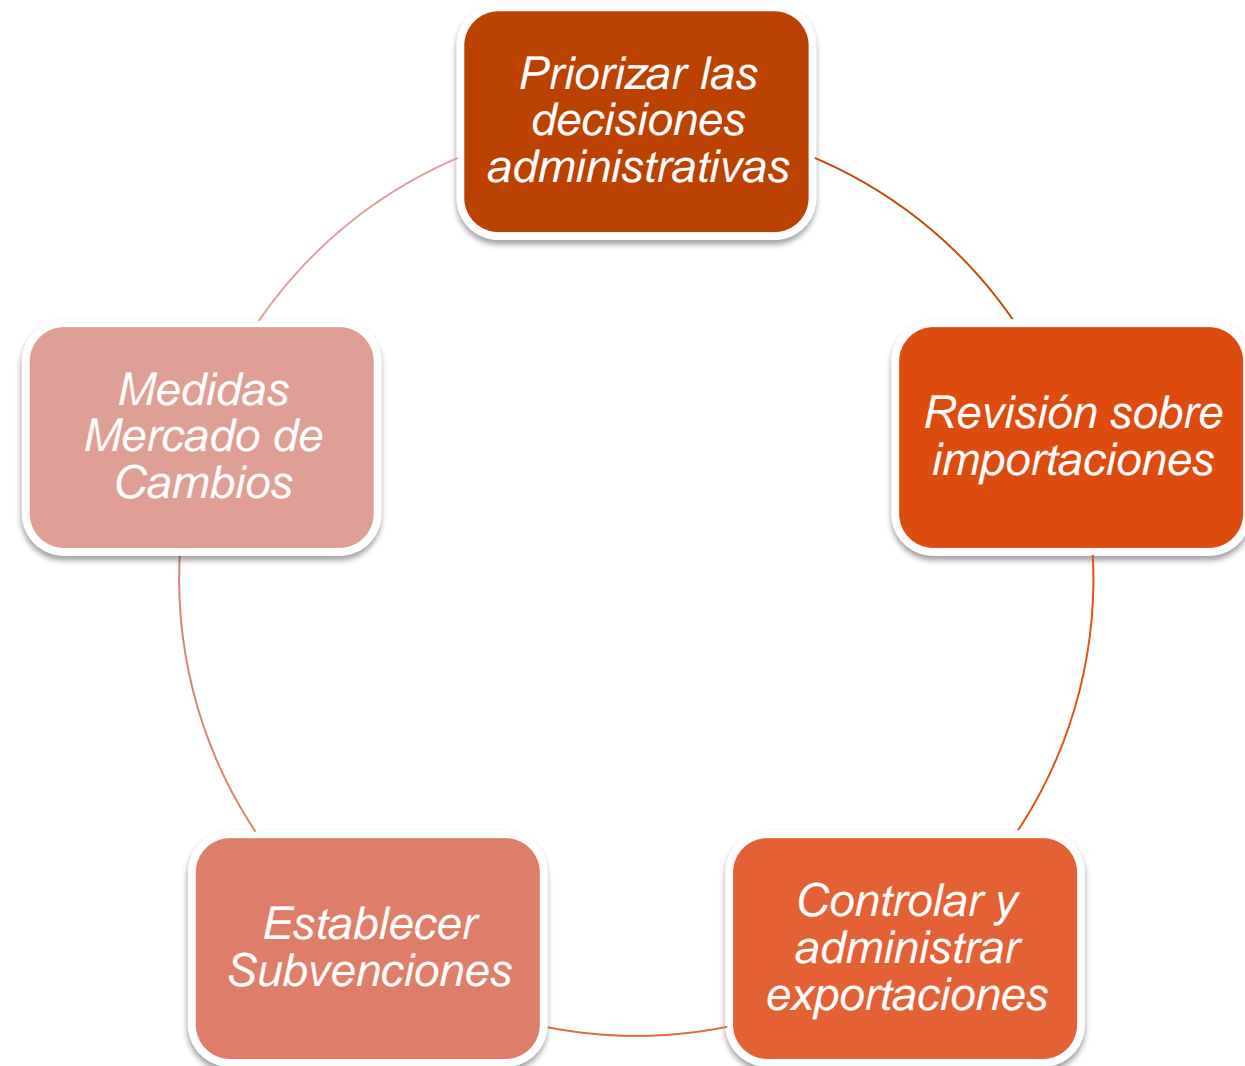 Priorizar las
decisiones
administrativas
Revisión sobre
importaciones
Controlar y
administrar
exportaciones
Establecer
Subvenciones
Medidas
Mercado de
Cambios